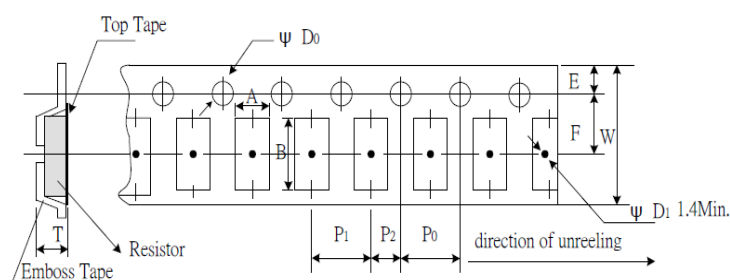 Top Tape
Ψ D0
A
E
F
W
B
T
Resistor
Emboss Tape
P1
P2
P0
Ψ D1 1.4Min.
direction of unreeling